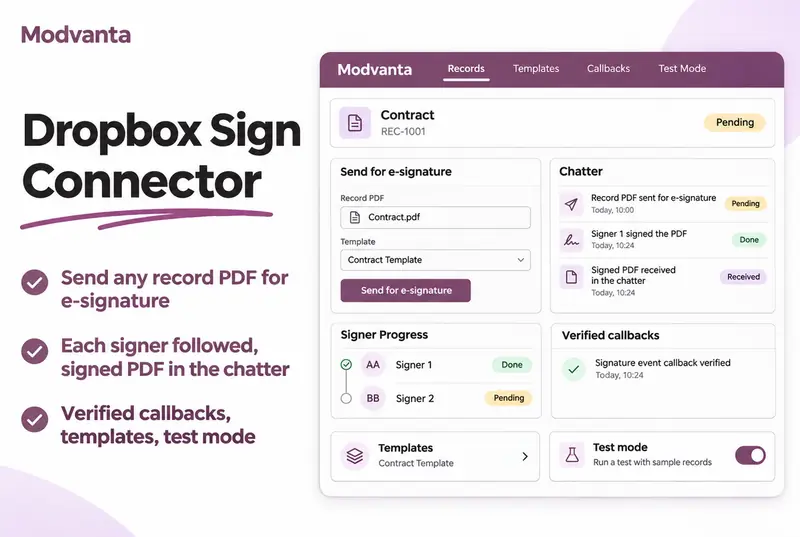 Modvanta
Dropbox Sign
Connector
Send any record PDF for
e-signature
Each signer followed,
signed PDF in the chatter
Verified callbacks,
templates, test mode
Modvanta
Records
Templates
Callbacks
Test Mode
Contract
REC-1001
Pending
Send for e-signature
Record PDF
Contract.pdf
Template
Contract Template
Send for e-signature
Chatter
Record PDF sent for e-signature
Today, 10:00
Pending
Signer 1 signed the PDF
Today, 10:24
Done
Signed PDF received
in the chatter
Today, 10:24
Received
Signer Progress
AA
Signer 1
Done
BB
Signer 2
Pending
Verified callbacks
Signature event callback verified
Today, 10:24
Templates
Contract Template
Test mode
Run a test with sample records